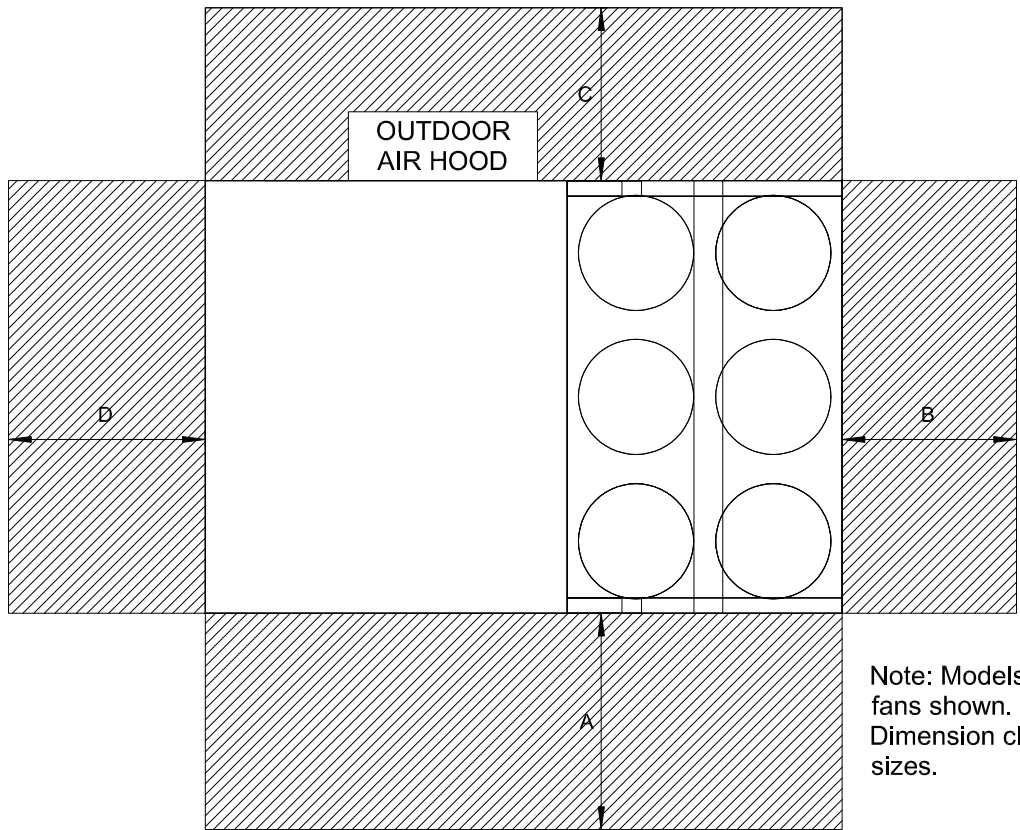 C
OUTDOOR
AIR HOOD
D
B
A
Note: Models
fans shown.
Dimension
sizes.